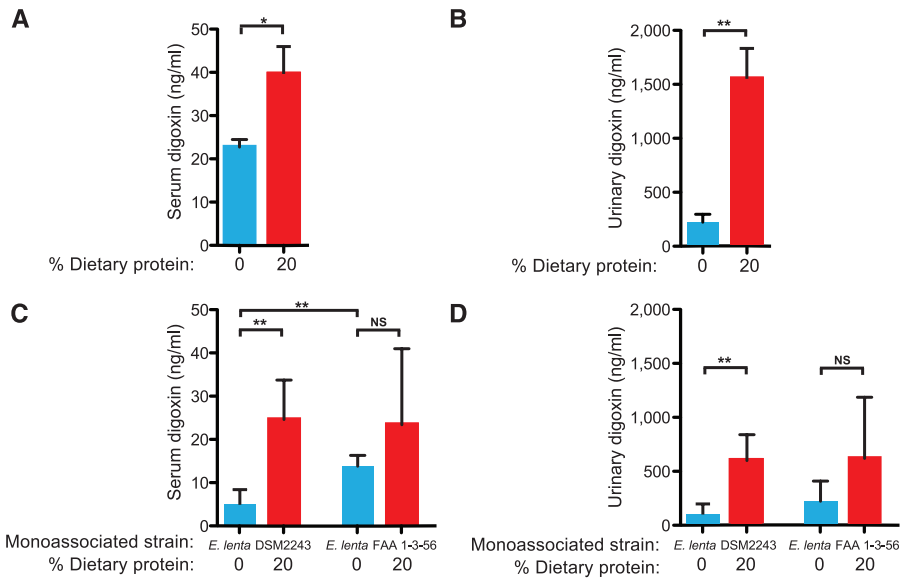 A
Serum digoxin (ng/ml)
50
40
30
20
10
0
*
% Dietary protein:
0
20
B
Urinary digoxin (ng/ml)
2,000
1,500
1,000
500
0
**
% Dietary protein:
0
20
C
Serum digoxin (ng/ml)
50
40
30
20
10
0
**
**
NS
Monoassociated strain:
E. lenta DSM2243
E. lenta FAA 1-3-56
% Dietary protein:
0
20
0
20
D
Urinary digoxin (ng/ml)
2,000
1,500
1,000
500
0
**
NS
Monoassociated strain:
E. lenta DSM2243
E. lenta FAA 1-3-56
% Dietary protein:
0
20
0
20